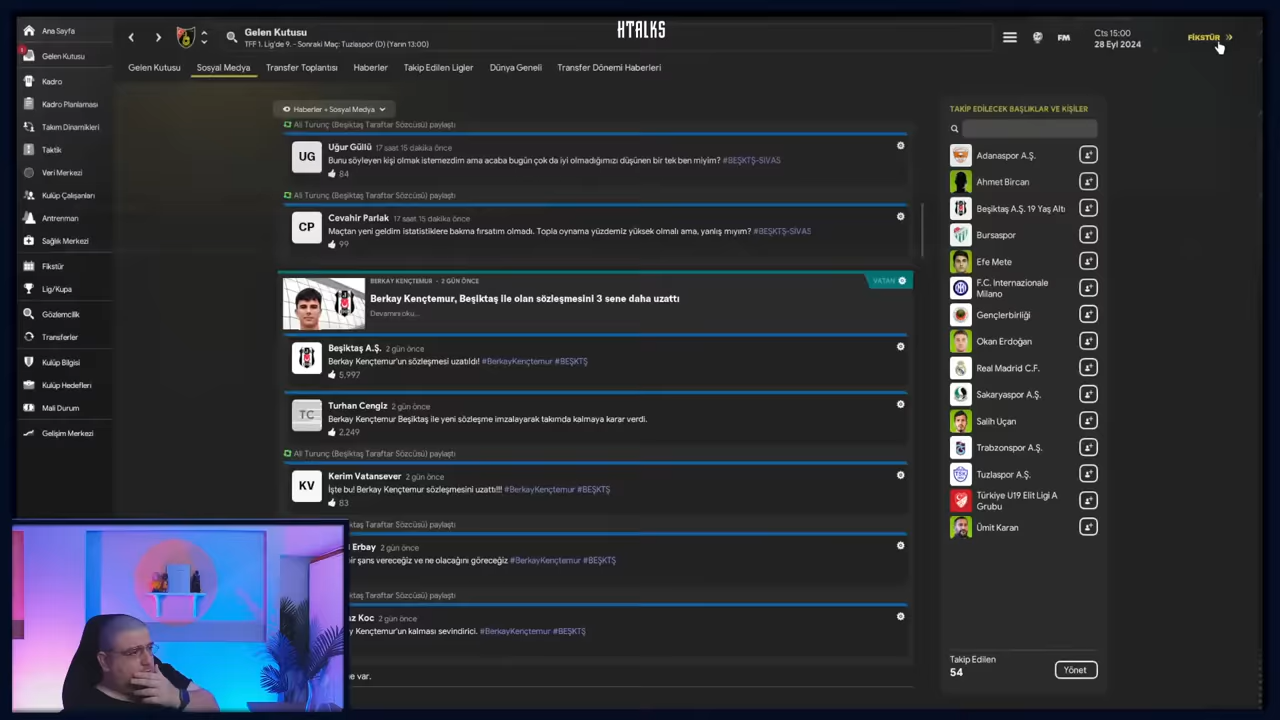 HTALKS
Ana Sayfa
Gelen Kutusu
Kadro
Kadro Planlaması
Takım Dinamikleri
Taktik
Veri Merkezi
Kulüp Çalışanları
Antrenman
Sağlık Merkezi
Fikstür
Lig/Kupa
Gözlemcilik
Transferler
Kulüp Bilgisi
Kulüp Hedefleri
Mali Durum
Gelişim Merkezi
Gelen Kutusu
TFF 1. Lig'de 9. - Sonraki Maç: Tuzlaspor (D) (Yarın 13:00)
FM
Cts 15:00
28 Eyl 2024
FİKSTÜR
Gelen Kutusu Sosyal Medya Transfer Toplantısı Haberler Takip Edilen Ligler Dünya Geneli Transfer Dönemi Haberleri
Haberler + Sosyal Medya
Ali Turunç (Beşiktaş Taraftar Sözcüsü) paylaştı
UG
Uğur Güllü 17 saat 15 dakika önce
Bunu söyleyen kişi olmak istemezdim ama acaba bugün çok da iyi olmadığımızı düşünen bir tek ben miyim? #BEŞKTŞ-SİVAS
84
Ali Turunç (Beşiktaş Taraftar Sözcüsü) paylaştı
CP
Cevahir Parlak 17 saat 15 dakika önce
Maçtan yeni geldim istatistiklere bakma fırsatım olmadı. Topla oynama yüzdemiz yüksek olmalı ama, yanlış mıyım? #BEŞKTŞ-SİVAS
99
BERKAY KENÇTEMUR - 2 GÜN ÖNCE
VATAN
Berkay Kençtemur, Beşiktaş ile olan sözleşmesini 3 sene daha uzattı
Devamını oku...
Beşiktaş A.Ş. 2 gün önce
Berkay Kençtemur'un sözleşmesi uzatıldı! #BerkayKençtemur #BEŞKTŞ
5,997
TC
Turhan Cengiz 2 gün önce
Berkay Kençtemur Beşiktaş ile yeni sözleşme imzalayarak takımda kalmaya karar verdi.
2,249
Ali Turunç (Beşiktaş Taraftar Sözcüsü) paylaştı
KV
Kerim Vatansever 2 gün önce
İşte bu! Berkay Kençtemur sözleşmesini uzattı!!! #BerkayKençtemur #BEŞKTŞ
83
ktaş Taraftar Sözcüsü) paylaştı
Erbay 2 gün önce
bir şans vereceğiz ve ne olacağını göreceğiz #BerkayKençtemur #BEŞKTŞ
ktaş Taraftar Sözcüsü) paylaştı
az Koc 2 gün önce
y Kençtemur'un kalması sevindirici. #BerkayKençtemur #BEŞKTŞ
e var.
TAKİP EDİLECEK BAŞLIKLAR VE KİŞİLER
Adanaspor A.Ş.
Ahmet Bircan
Beşiktaş A.Ş. 19 Yaş Altı
Bursaspor
Efe Mete
F.C. Internazionale
Milano
Gençlerbirliği
Okan Erdoğan
Real Madrid C.F.
Sakaryaspor A.Ş.
Salih Uçan
Trabzonspor A.Ş.
Tuzlaspor A.Ş.
Türkiye U19 Elit Ligi A
Grubu
Ümit Karan
Takip Edilen
54
Yönet